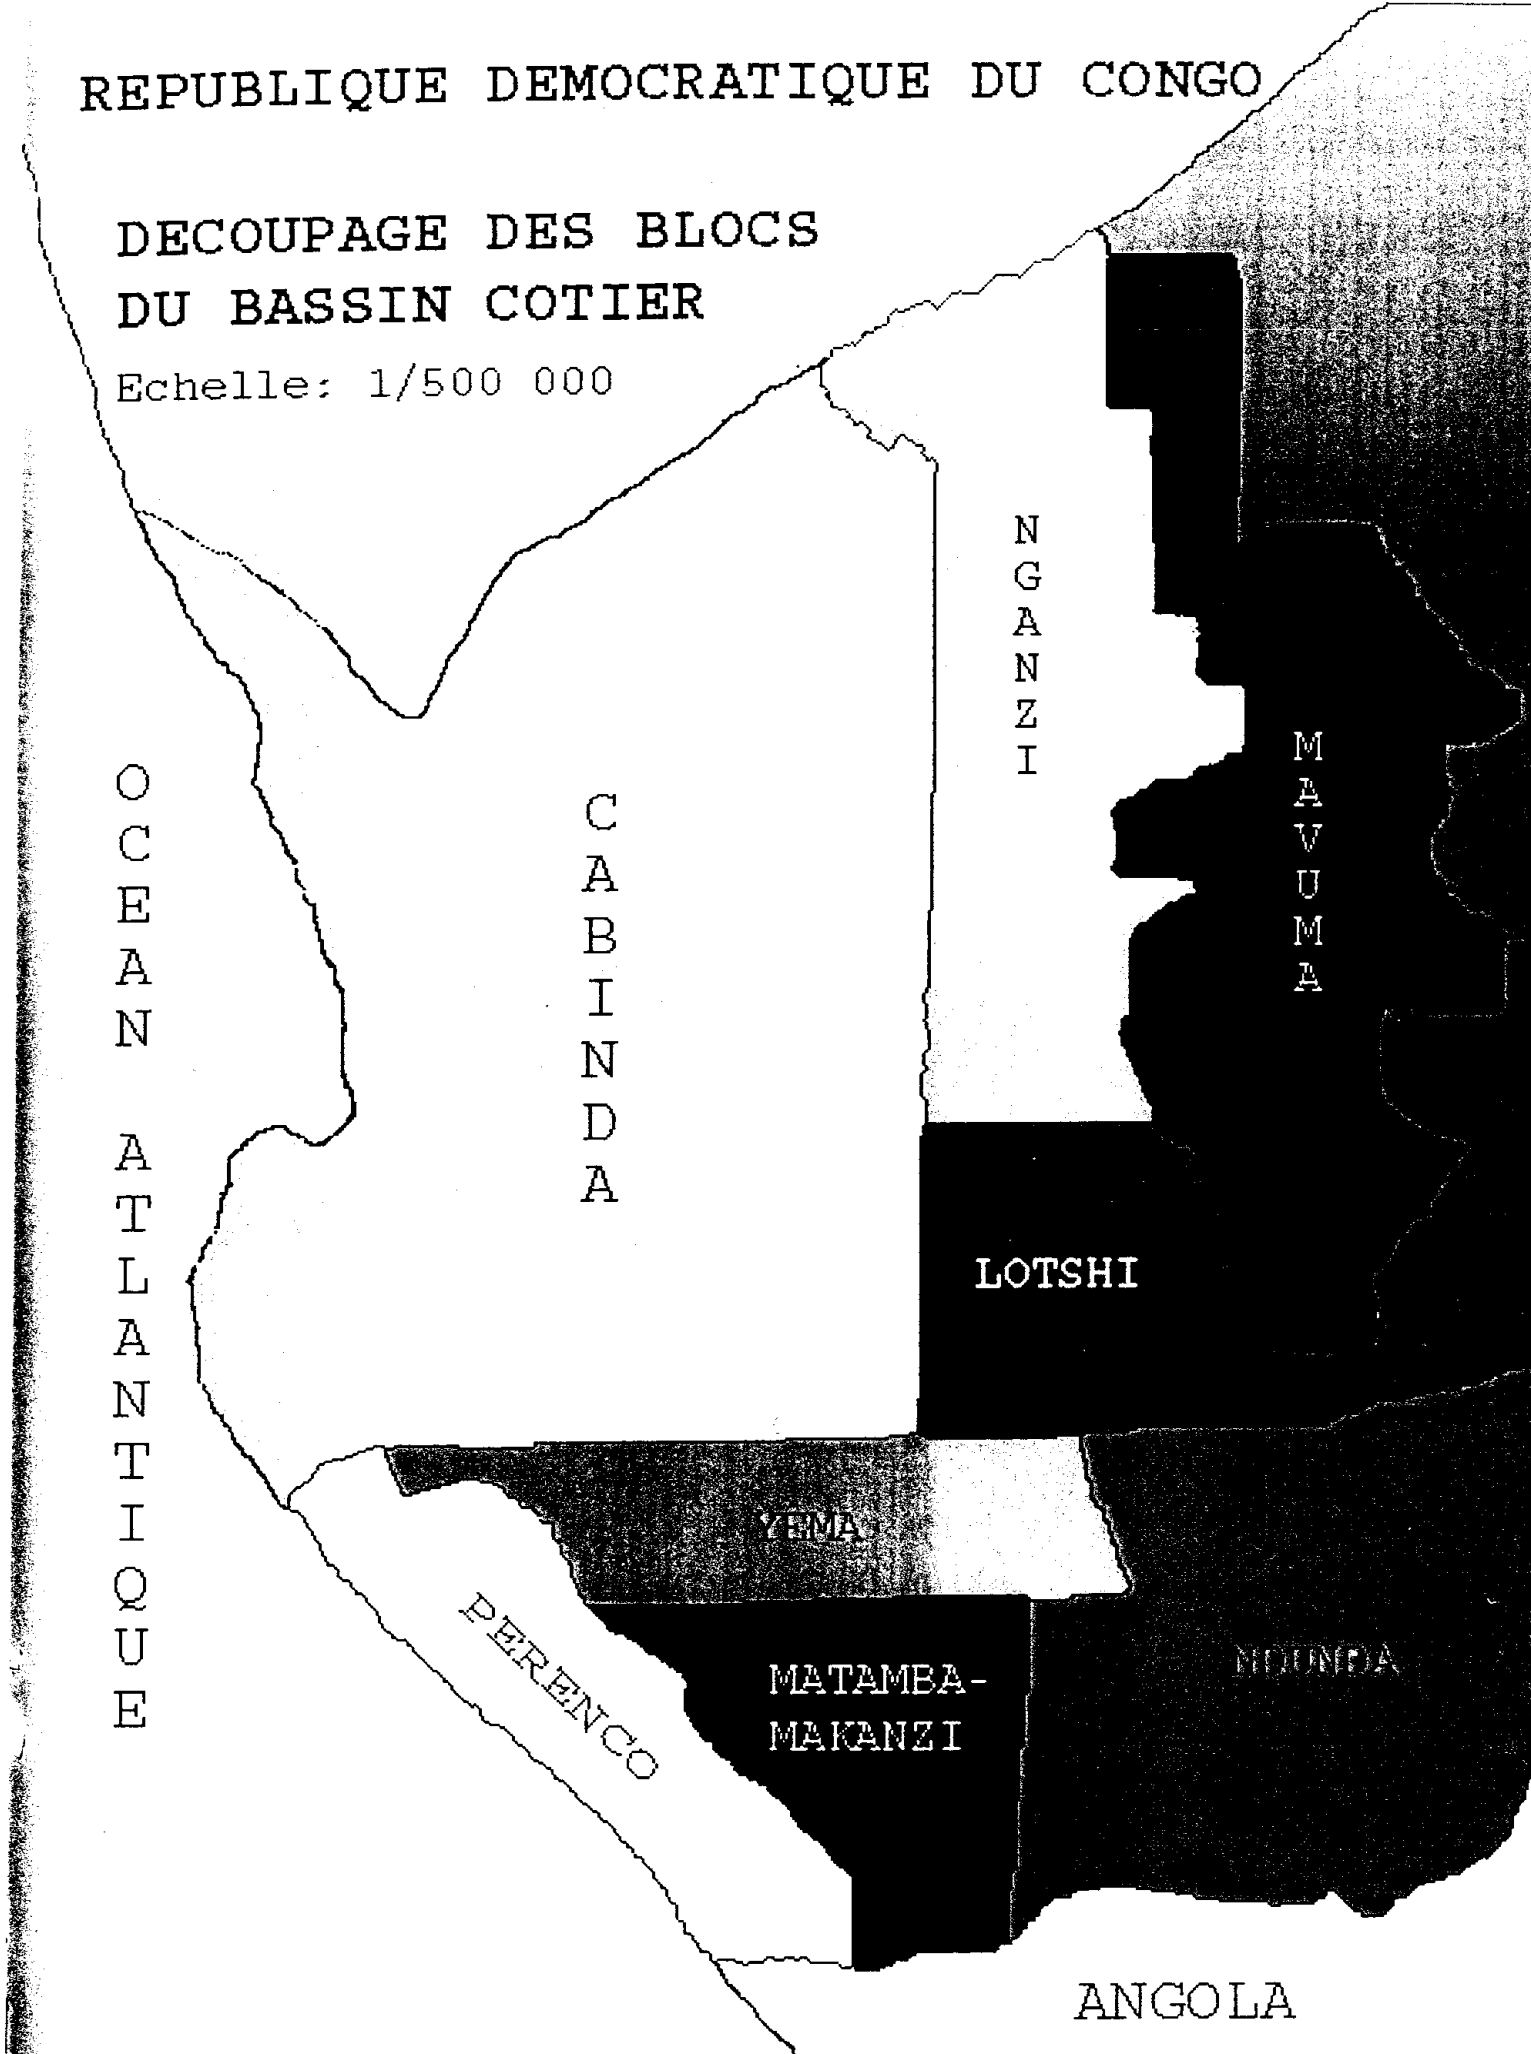 REPUBLIQUE DEMOCRATIQUE DU CONGO
DECOUPAGE DES BLOCS
DU BASSIN COTIER
Echelle: 1/500 000
NGANZI
MAVUMA
OCEAN ATLANTIQUE
CABINDA
LOTSHI
YEMA
PERENCO
MATAMBA-
MAKANZI
NDUNDA
ANGOLA